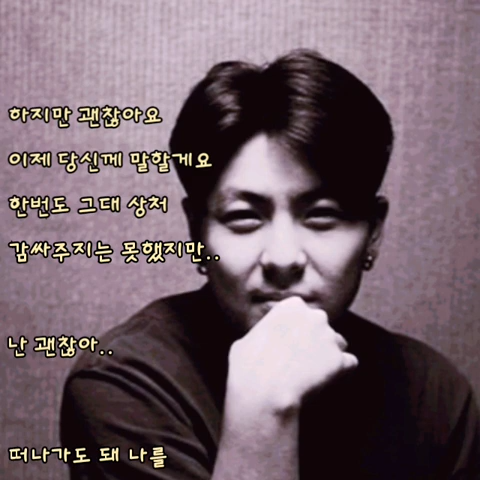 하지만 괜찮아요
이제 당신께 말할게요
한번도 그대 상처
감싸주지는 못했지만..
난 괜찮아..
떠나가도 돼 나를